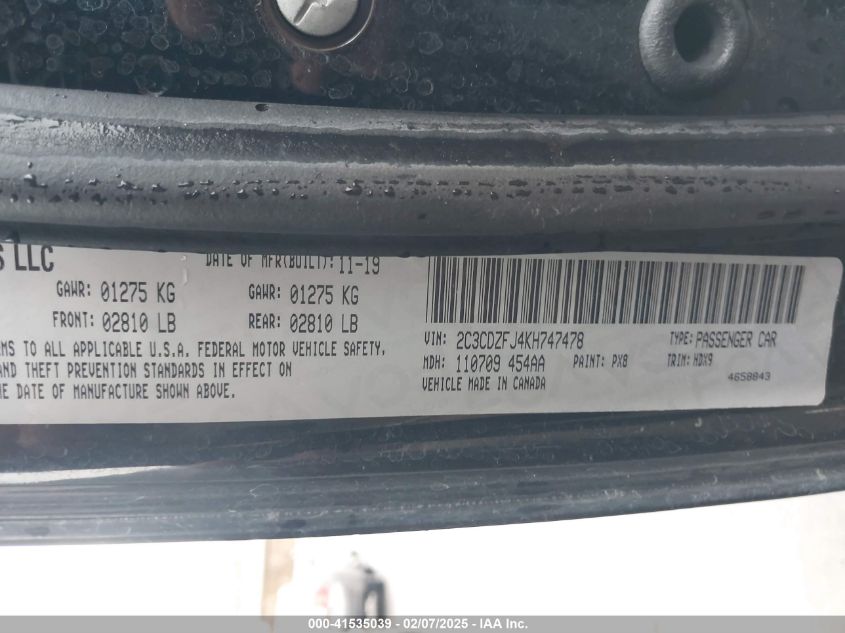 S LLC
DATE OF MFR(BUILT): 11-19
GAWR: 01275 KG GAWR: 01275 KG
FRONT: 02810 LB REAR: 02810 LB
MS TO ALL APPLICABLE U.S.A. FEDERAL MOTOR VEHICLE SAFETY,
AND THEFT PREVENTION STANDARDS IN EFFECT ON
HE DATE OF MANUFACTURE SHOWN ABOVE.
VIN: 2C3CDZFJ4KH747478 TYPE: PASSENGER CAR
MDH: 110709 454AA PAINT: PX8 TRIM: HDX9
VEHICLE MADE IN CANADA 4658843
000-41535039 - 02/07/2025 - IAA Inc.